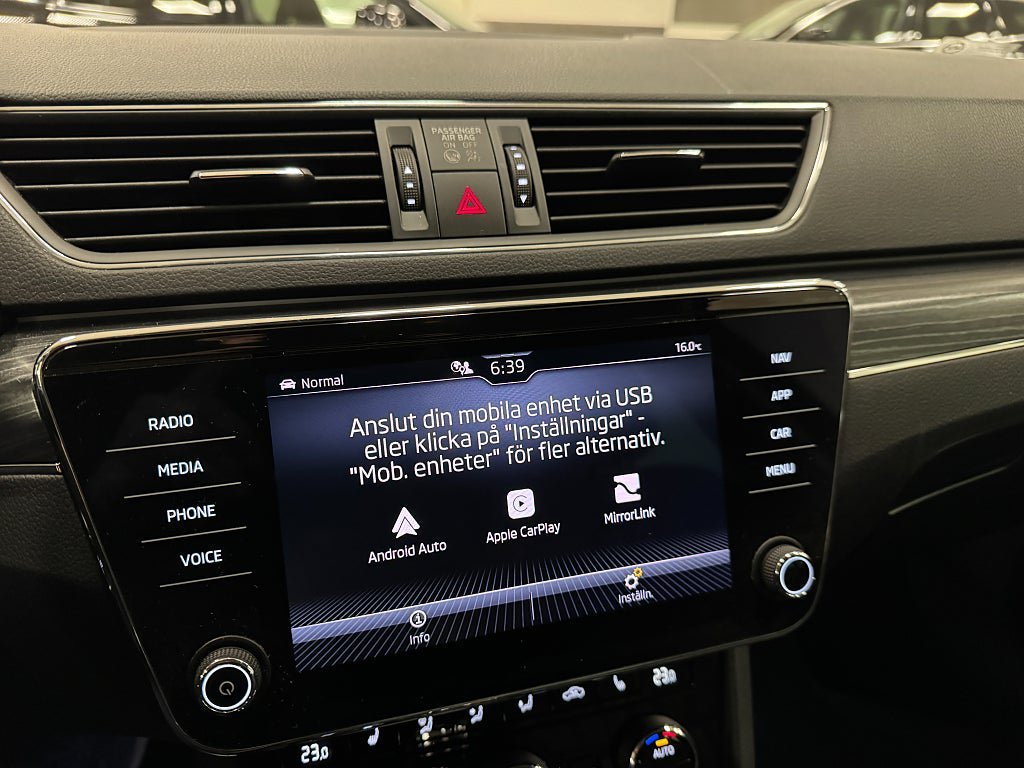 PASSENGER
AIR BAG
ON OFF
Normal
6:39
16.0°C
Anslut din mobila enhet via USB
eller klicka på "Inställningar" -
"Mob. enheter" för fler alternativ.
Android Auto
Apple CarPlay
MirrorLink
Info
Inställn.
RADIO
MEDIA
PHONE
VOICE
NAV
APP
CAR
MENU
23.0
23.0
AUTO